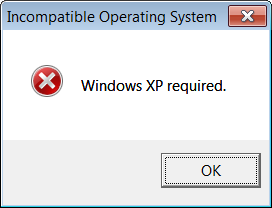 Incompatible Operating System
Windows XP required.
OK